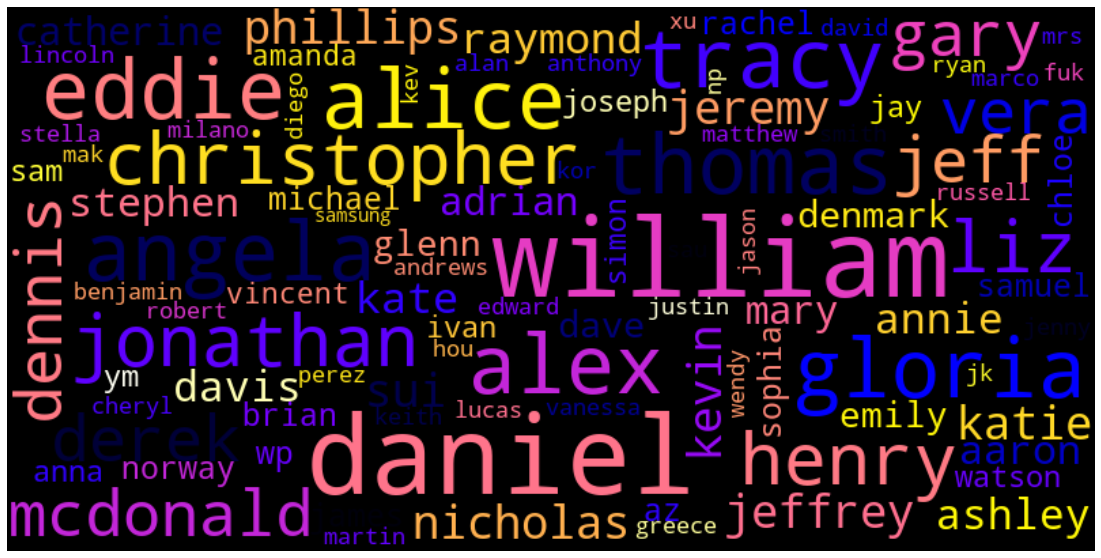 catherine phillips raymond xu rachel david gary mrs
lincoln amanda alan anthony tracy ryan marco fuk
eddie diego alice kev joseph jeremy np jay vera
stella milano matthew
sam mak christopher kor thomas jeff chloe
dennis stephen michael samsung adrian simon denmark russell
angela glenn andrews william jason liz
benjamin vincent kate edward justin mary samuel
robert jonathan ivan dave annie jenny
hou alex kevin sophia gloria
ym davis perez sui wendy jk
cheryl brian keith lucas vanessa emily katie
derek daniel henry aaron
anna norway wp watson
mcdonald martin nicholas az greece jeffrey ashley